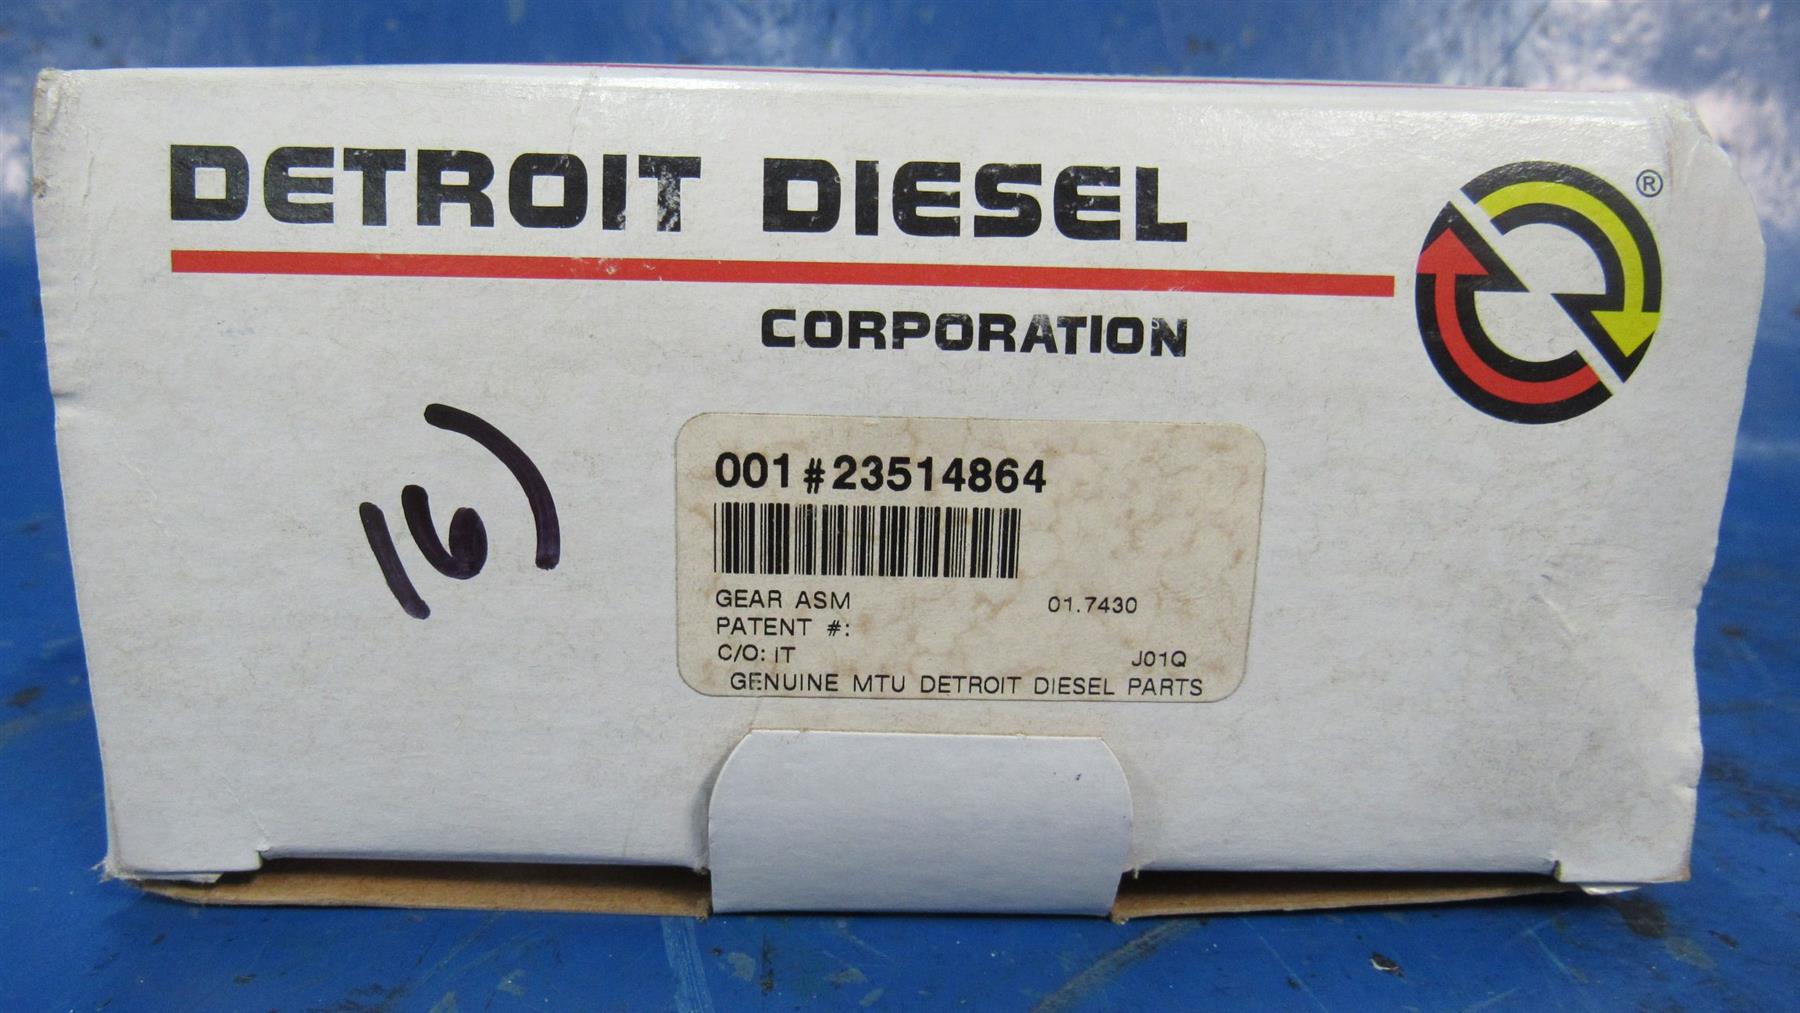 DETROIT DIESEL
®
CORPORATION
16)
001#23514864
GEAR ASM 01.7430
PATENT #:
C/O: IT J01Q
GENUINE MTU DETROIT DIESEL PARTS